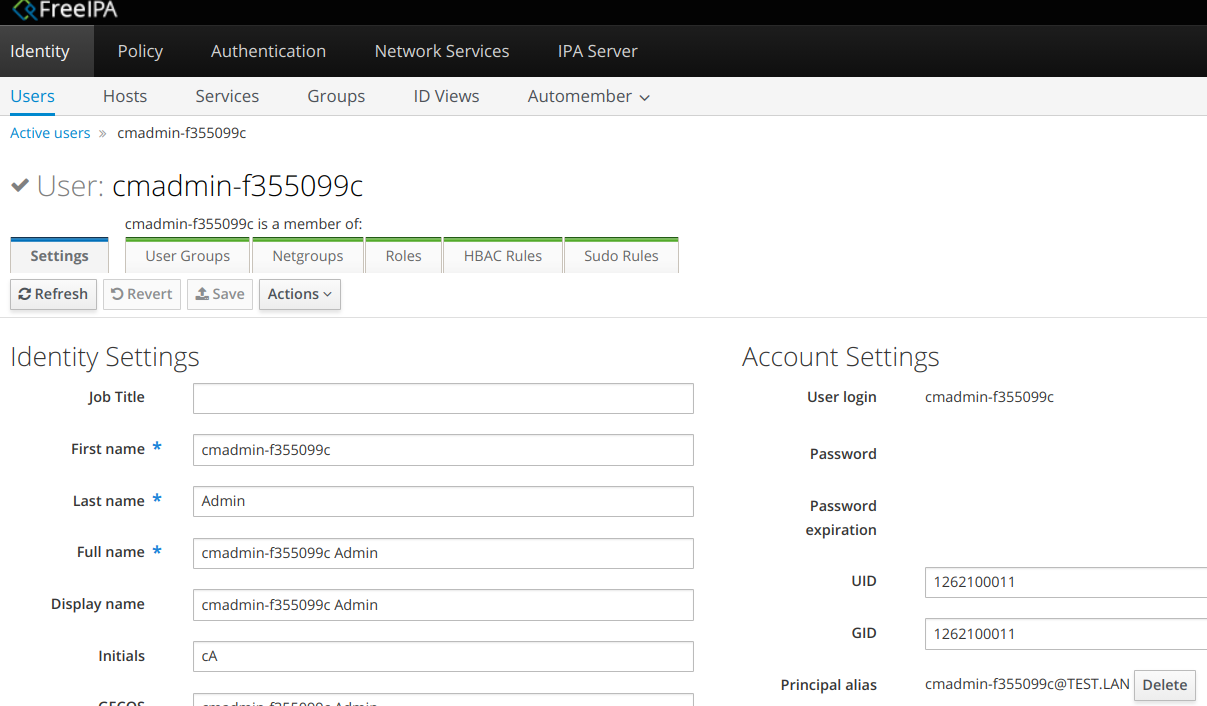 FreeIPA
Identity Policy Authentication Network Services IPA Server
Users Hosts Services Groups ID Views Automember
Active users » cmadmin-f355099c
User: cmadmin-f355099c
cmadmin-f355099c is a member of:
Settings User Groups Netgroups Roles HBAC Rules Sudo Rules
Refresh Revert Save Actions
Identity Settings
Job Title
First name * cmadmin-f355099c
Last name * Admin
Full name * cmadmin-f355099c Admin
Display name cmadmin-f355099c Admin
Initials cA
GECOS cmadmin-f355099c Admin
Account Settings
User login cmadmin-f355099c
Password
Password
expiration
UID 1262100011
GID 1262100011
Principal alias cmadmin-f355099c@TEST.LAN Delete